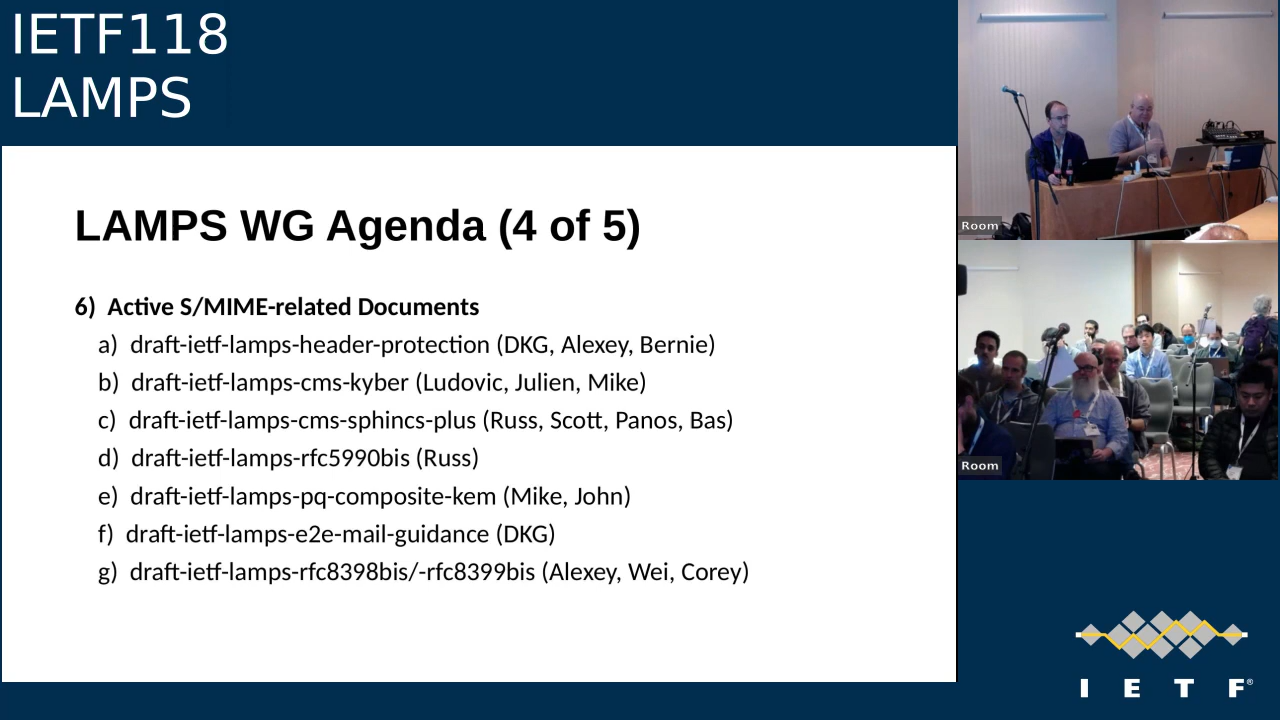 IETF118
LAMPS
LAMPS WG Agenda (4 of 5)
6) Active S/MIME-related Documents
a) draft-ietf-lamps-header-protection (DKG, Alexey, Bernie)
b) draft-ietf-lamps-cms-kyber (Ludovic, Julien, Mike)
c) draft-ietf-lamps-cms-sphincs-plus (Russ, Scott, Panos, Bas)
d) draft-ietf-lamps-rfc5990bis (Russ)
e) draft-ietf-lamps-pq-composite-kem (Mike, John)
f) draft-ietf-lamps-e2e-mail-guidance (DKG)
g) draft-ietf-lamps-rfc8398bis/-rfc8399bis (Alexey, Wei, Corey)
Room
Room
I E T F®